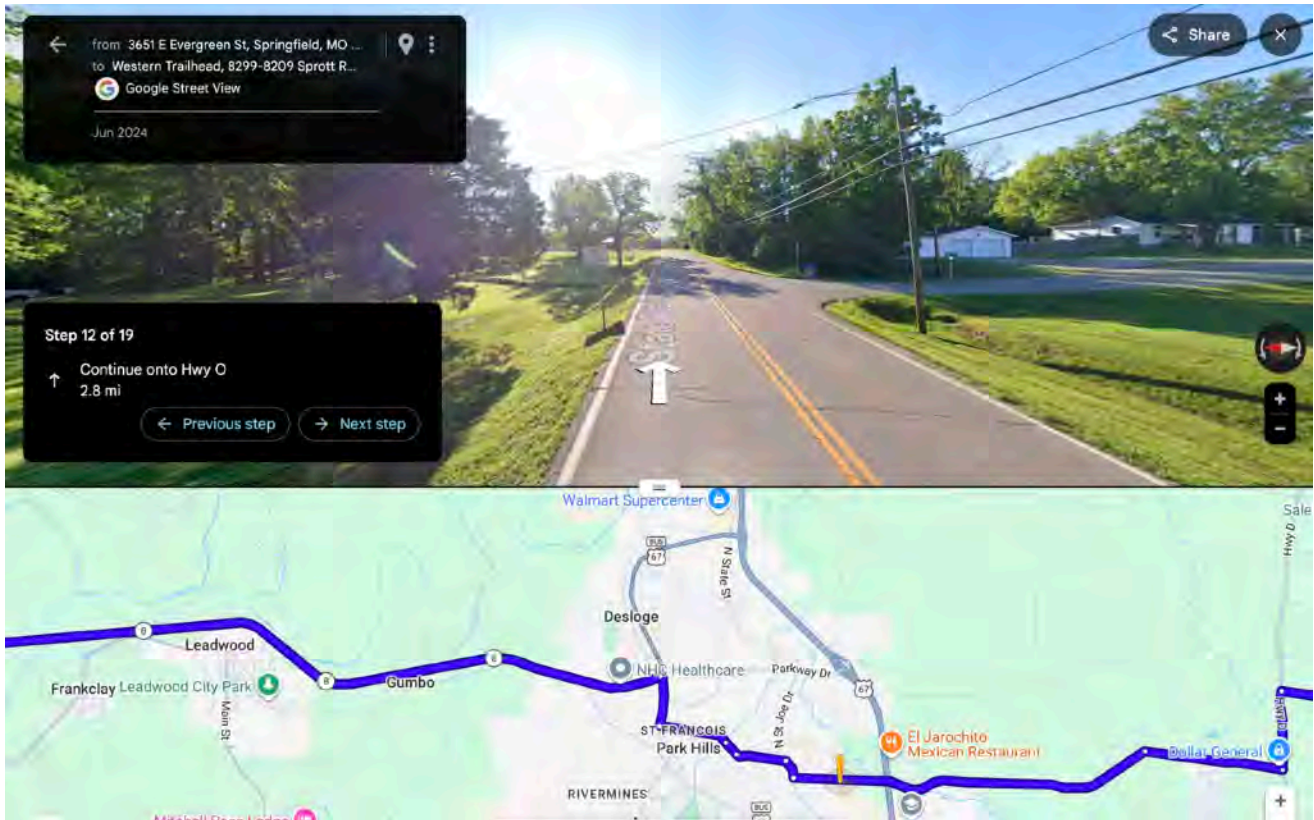 from 3651 E Evergreen St, Springfield, MO ...
to Western Trailhead, 8299-8209 Sprott R...
Google Street View
Jun 2024
Share
Step 12 of 19
Continue onto Hwy O
2.8 mi
Previous step
Next step
Walmart Supercenter
BUS
67
N State St
Hwy D
Sale
Desloge
8
Leadwood
8
NHC Healthcare
Parkway Dr
Frankclay
Leadwood City Park
8
Gumbo
67
Main St
N St Joe Dr
ST FRANCOIS
Park Hills
El Jarochito
Mexican Restaurant
Dollar General
RIVERMINES
BUS